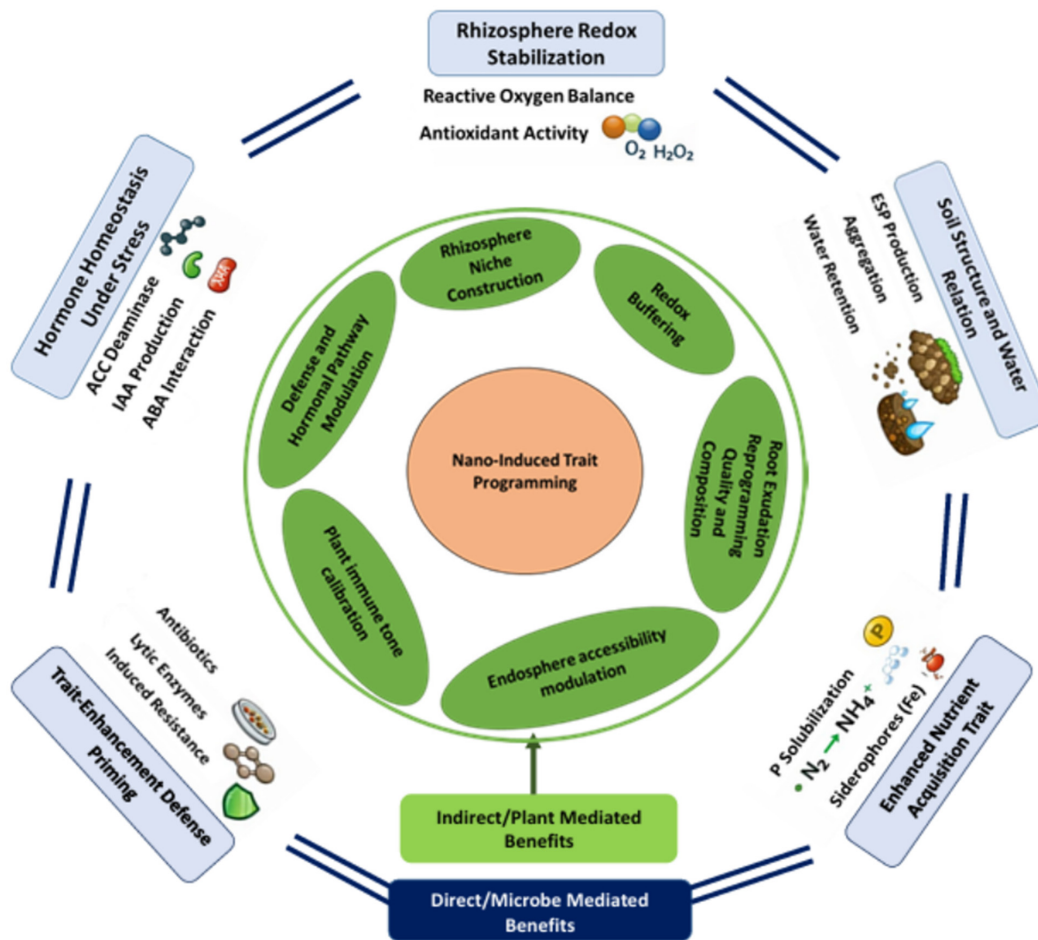 Rhizosphere Redox
Stabilization
Reactive Oxygen Balance
Antioxidant Activity
O₂ H₂O₂
Soil Structure and Water
Relation
ESP Production
Aggregation
Water Retention
Enhanced Nutrient
Acquisition Trait
P
P Solubilization
• N₂ → NH₄⁺
Siderophores (Fe)
Direct/Microbe Mediated
Benefits
Indirect/Plant Mediated
Benefits
Trait-Enhancement Defense
Priming
Antibiotics
Lytic Enzymes
Induced Resistance
Hormone Homeostasis
Under Stress
ACC Deaminase
IAA Production
ABA Interaction
Rhizosphere
Niche
Construction
Redox
Buffering
Root Exudation
Reprogramming
Quality and
Composition
Endosphere accessibility
modulation
Plant immune tone
calibration
Defense and
Hormonal Pathway
Modulation
Nano-Induced Trait
Programming